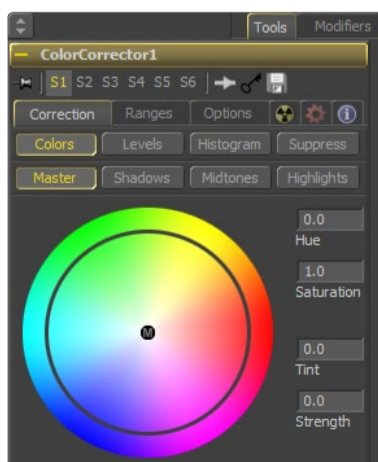 Tools Modifiers
ColorCorrector1
S1 S2 S3 S4 S5 S6
Correction Ranges Options
Colors Levels Histogram Suppress
Master Shadows Midtones Highlights
0.0
Hue
1.0
Saturation
M
0.0
Tint
0.0
Strength